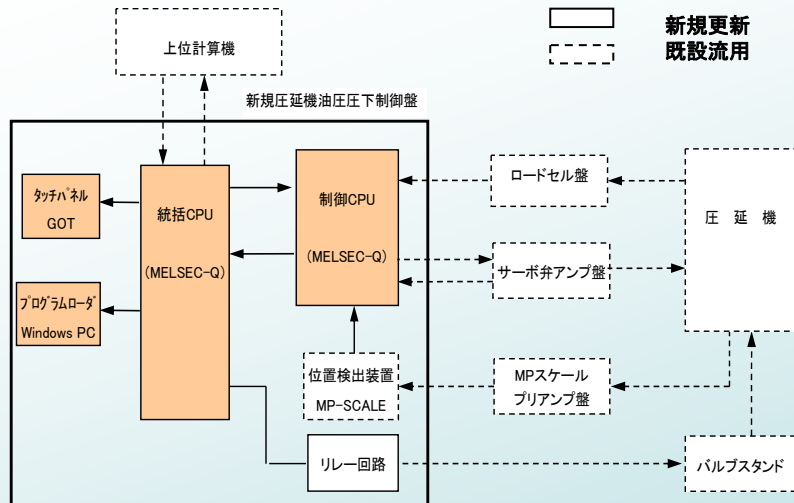 新規更新
既設流用
上位計算機
新規圧延機油圧圧下制御盤
ﾀｯﾁﾊﾟﾈﾙ
GOT
統括CPU
(MELSEC-Q)
制御CPU
(MELSEC-Q)
ロードセル盤
圧 延 機
サーボ弁アンプ盤
ﾌﾟﾛｸﾞﾗﾑﾛｰﾀﾞ
Windows PC
位置検出装置
MP-SCALE
MPスケール
プリアンプ盤
リレー回路
バルブスタンド